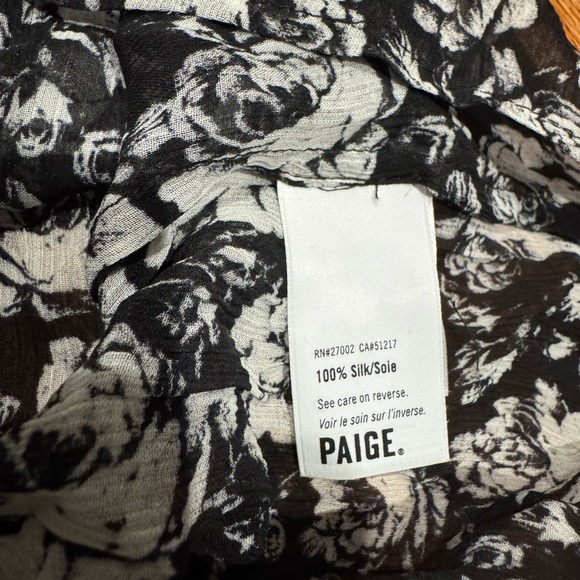 RN#27002 CA#51217
100% Silk/Soie
See care on reverse.
Voir le soin sur l'inverse.
PAIGE®